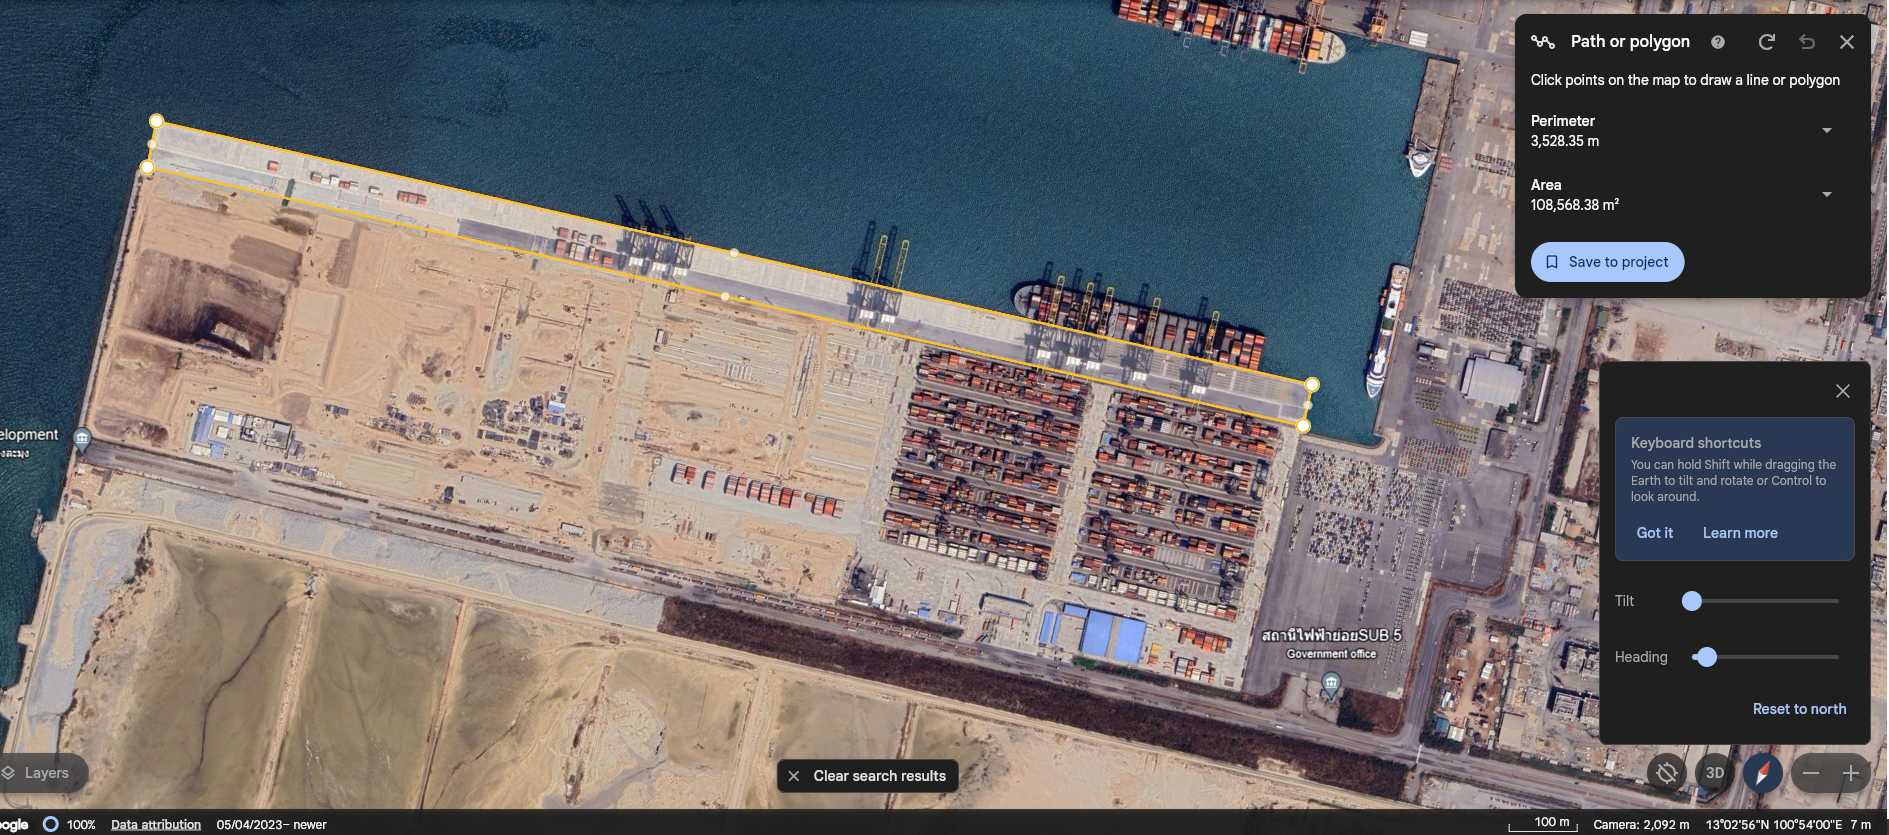 Path or polygon
Click points on the map to draw a line or polygon
Perimeter
3,528.35 m
Area
108,568.38 m²
Save to project
Keyboard shortcuts
You can hold Shift while dragging the
Earth to tilt and rotate or Control to
look around.
Got it
Learn more
Tilt
Heading
Reset to north
elopment
สถานีไฟฟ้าย่อยSUB 5
Government office
Layers
Clear search results
3D
oogle
100%
Data attribution
05/04/2023–newer
100 m
Camera: 2,092 m
13°02'56"N 100°54'00"E
7 m